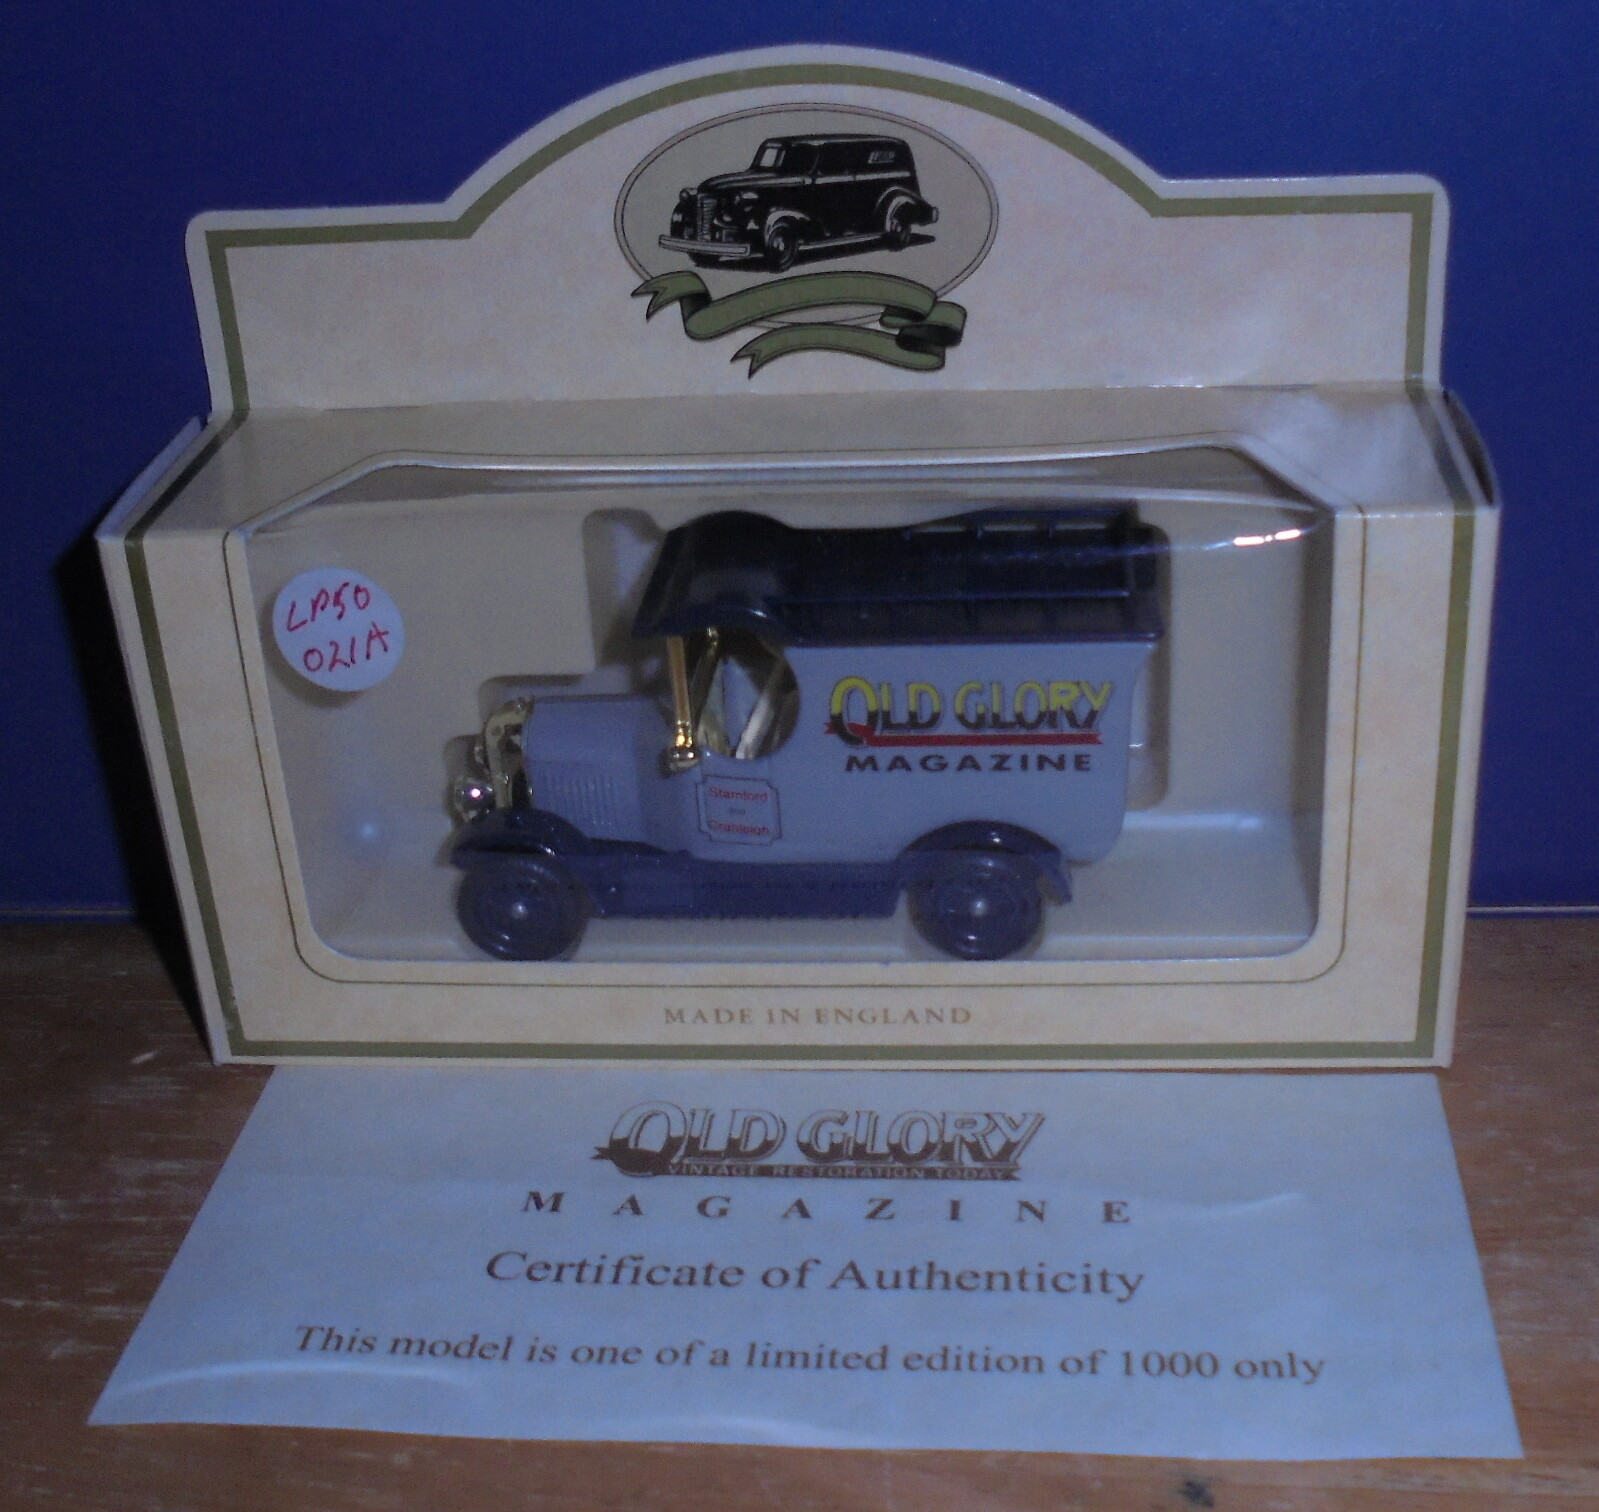 LP50
021A
OLD GLORY
MAGAZINE
Stamford
and
Cranleigh
MADE IN ENGLAND
OLD GLORY
VINTAGE RESTORATION TODAY
MAGAZINE
Certificate of Authenticity
This model is one of a limited edition of 1000 only